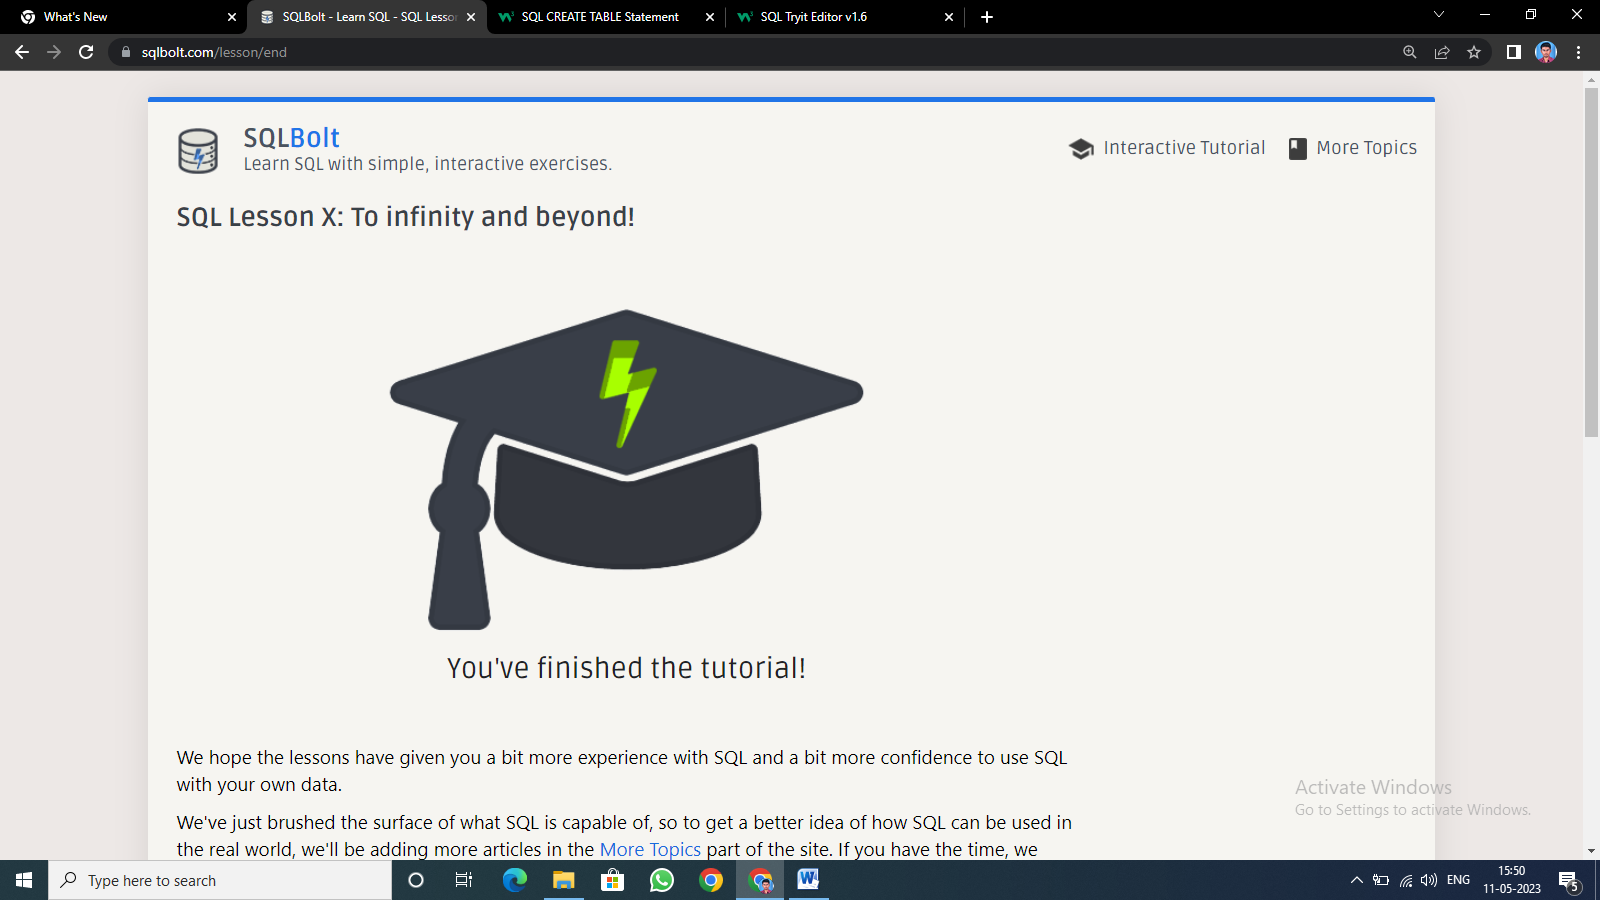 What's New
SQLBolt - Learn SQL - SQL Lesson
SQL CREATE TABLE Statement
SQL Tryit Editor v1.6
sqlbolt.com/lesson/end
SQLBolt
Learn SQL with simple, interactive exercises.
Interactive Tutorial
More Topics
SQL Lesson X: To infinity and beyond!
You've finished the tutorial!
We hope the lessons have given you a bit more experience with SQL and a bit more confidence to use SQL
with your own data.
We've just brushed the surface of what SQL is capable of, so to get a better idea of how SQL can be used in
the real world, we'll be adding more articles in the More Topics part of the site. If you have the time, we
Activate Windows
Go to Settings to activate Windows.
Type here to search
ENG
15:50
11-05-2023
5